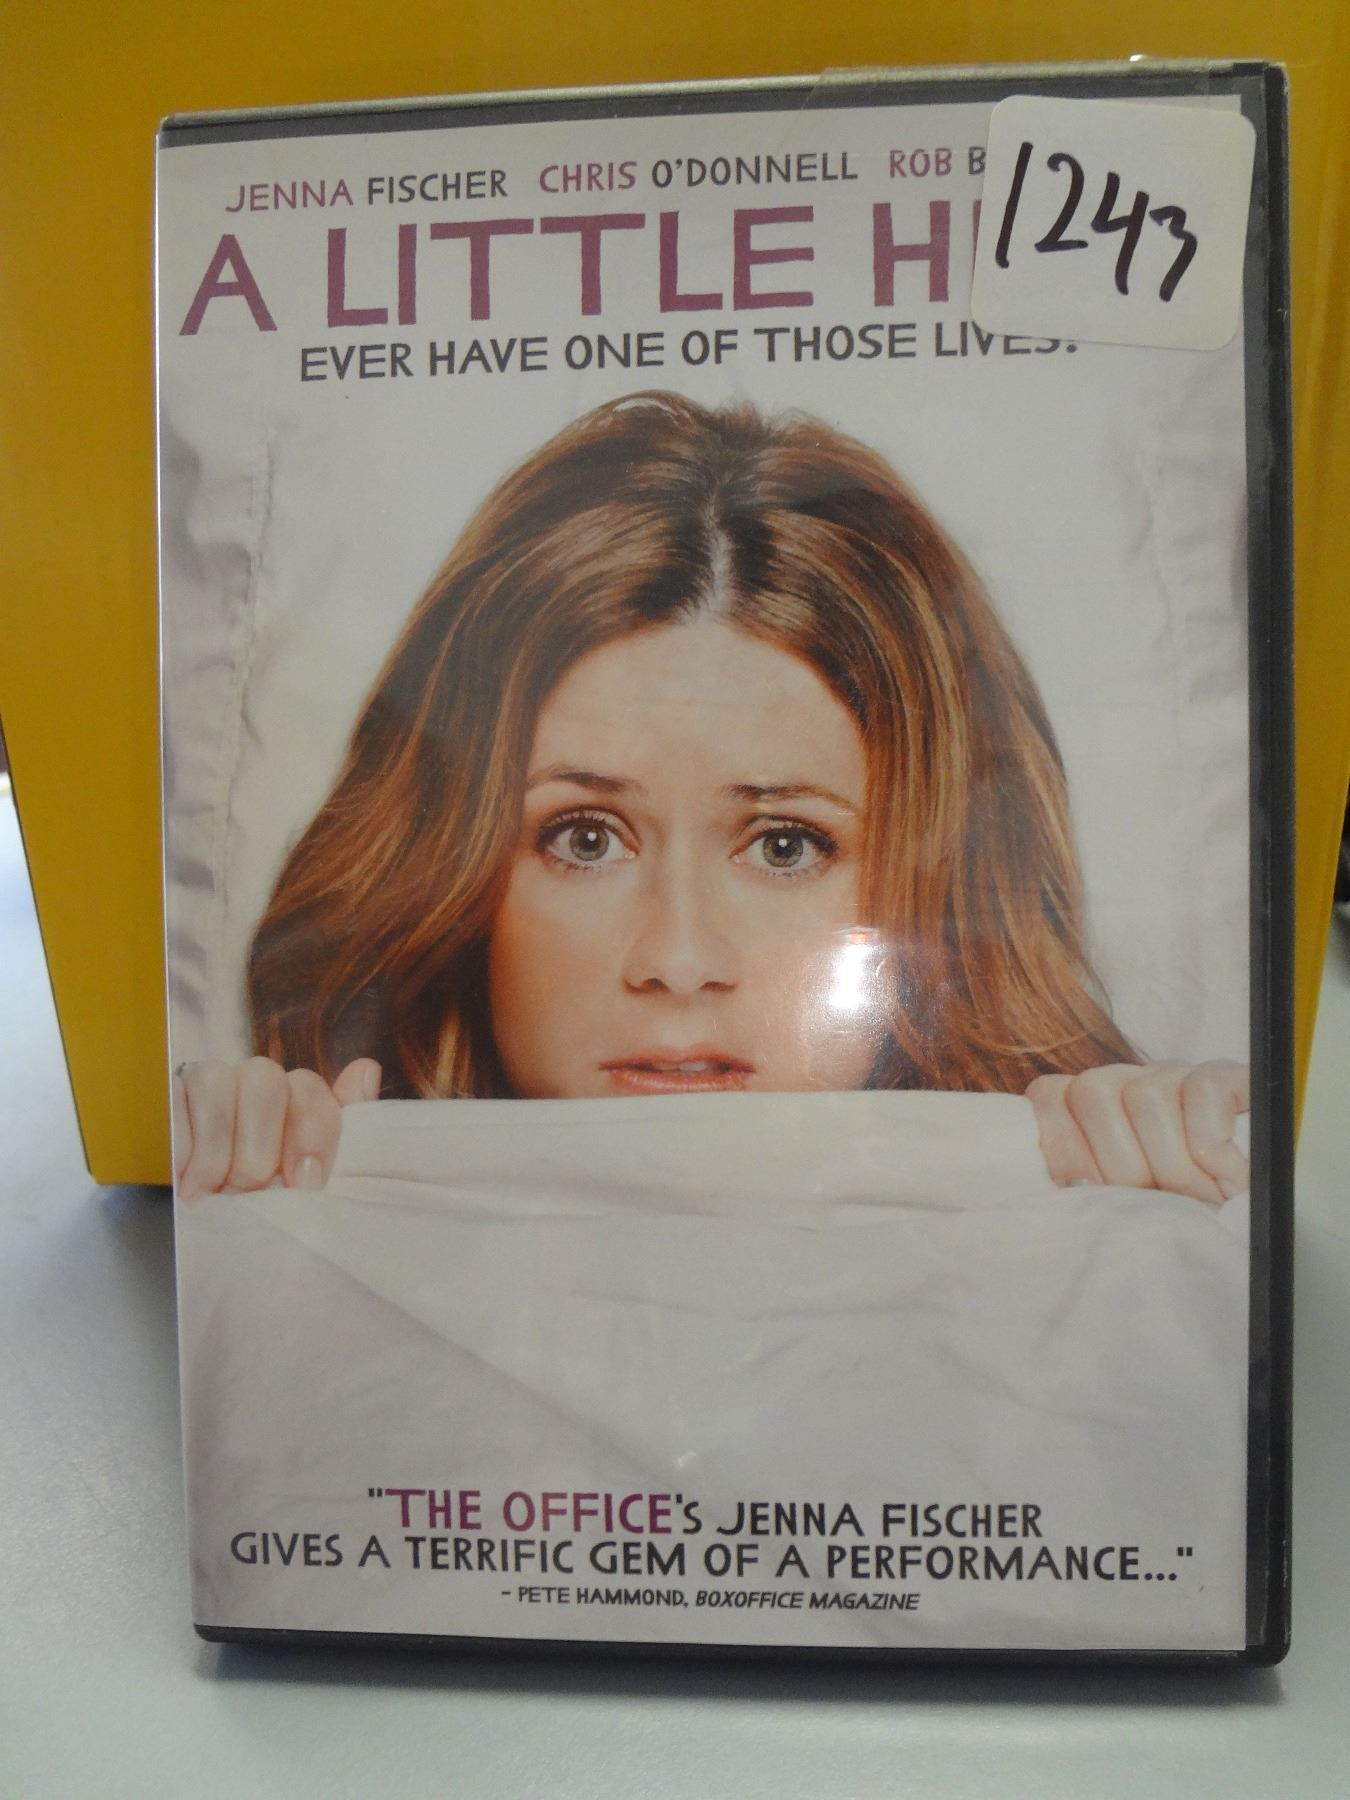 JENNA FISCHER CHRIS O'DONNELL ROB
1243
A LITTLE
EVER HAVE ONE OF THOSE LIVES?
"THE OFFICE'S JENNA FISCHER
GIVES A TERRIFIC GEM OF A PERFORMANCE..."
- PETE HAMMOND, BOXOFFICE MAGAZINE